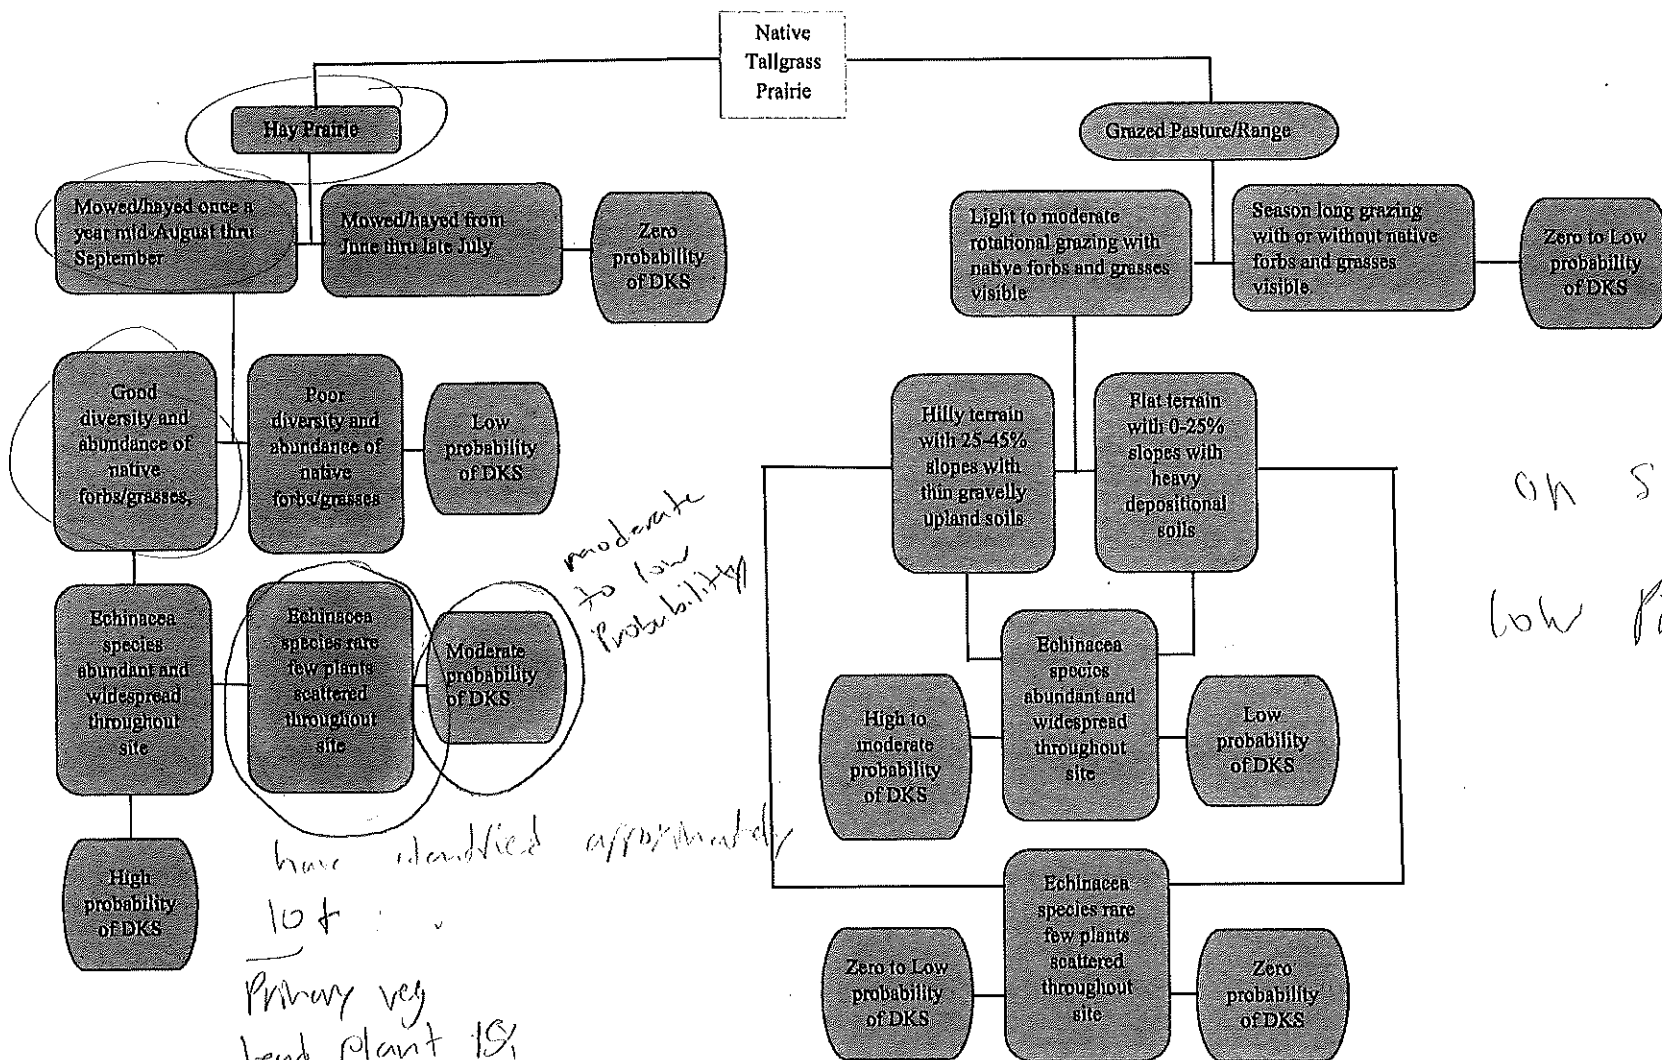 Native
Tallgrass
Prairie
Hay Prairie
Grazed Pasture/Range
Mowed/hayed once a
year mid-August thru
September
Mowed/hayed from
June thru late July
Zero
probability
of DKS
Light to moderate
rotational grazing with
native forbs and grasses
visible
Season long grazing
with or without native
forbs and grasses
visible.
Zero to Low
probability
of DKS
Good
diversity and
abundance of
native
forbs/grasses,
Poor
diversity and
abundance of
native
forbs/grasses
Low
probability
of DKS
Hilly terrain
with 25-45%
slopes with
thin gravelly
upland soils
Flat terrain
with 0-25%
slopes with
heavy
depositional
soils
on S
low
moderate
to low
Probability
Echinacea
species
abundant and
widespread
throughout
site
Echinacea
species rare
few plants
scattered
throughout
site
Moderate
probability
of DKS
Echinacea
species
abundant and
widespread
throughout
site
High to
moderate
probability
of DKS
Low
probability
of DKS
High
probability
of DKS
have identified approximately
Primary veg
plant
Echinacea
species rare
few plants
scattered
throughout
site
Zero to Low
probability
of DKS
Zero
probability
of DKS